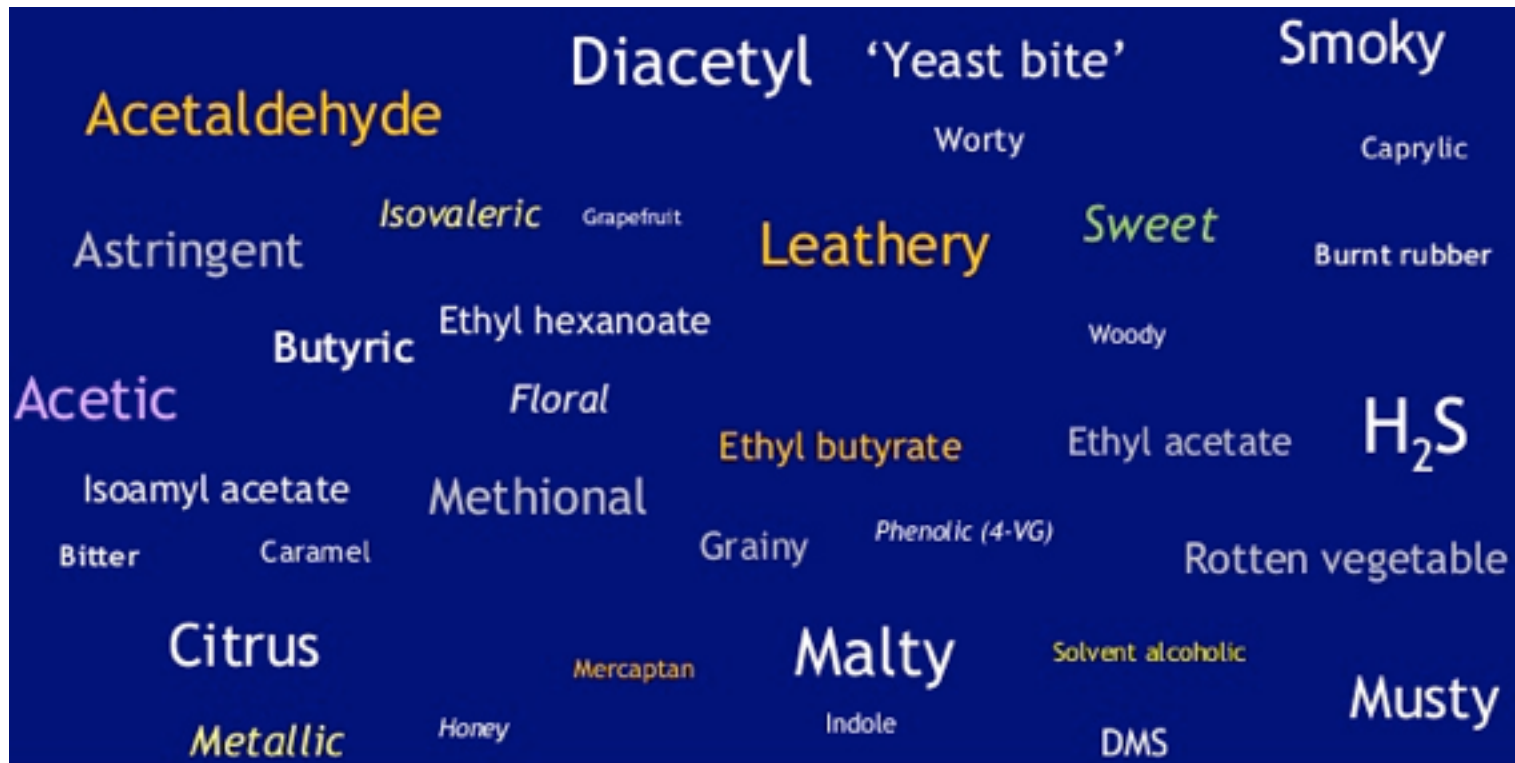 Diacetyl
‘Yeast bite’
Smoky
Acetaldehyde
Worty
Caprylic
Isovaleric
Grapefruit
Astringent
Leathery
Sweet
Burnt rubber
Ethyl hexanoate
Butyric
Woody
Acetic
Floral
Ethyl butyrate
Ethyl acetate
H₂S
Isoamyl acetate
Methional
Bitter
Caramel
Grainy
Phenolic (4-VG)
Rotten vegetable
Citrus
Mercaptan
Malty
Solvent alcoholic
Musty
Metallic
Honey
Indole
DMS